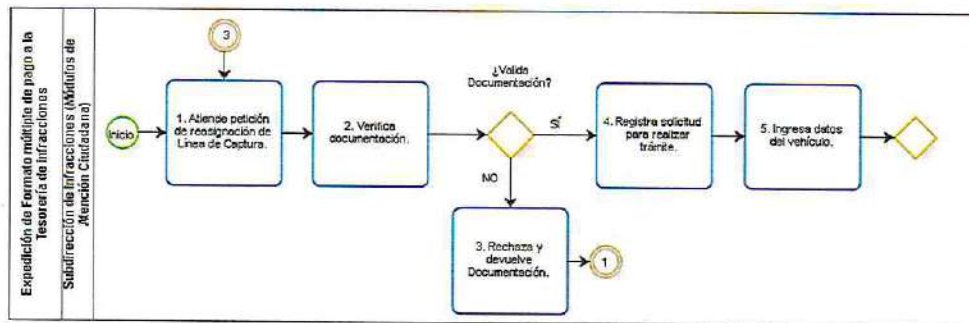 Expedición de Formato múltiple de pago a la
Tesorería de Infracciones
Subdirección de Infracciones (Módulos de
Atención Ciudadana)
3
Inicio
1. Atiende petición
de reasignación de
Línea de Captura.
2. Verifica
documentación.
¿Valida
Documentación?
SÍ
NO
3. Rechaza y
devuelve
Documentación.
1
4. Registra solicitud
para realizar
trámite.
5. Ingresa datos
del vehículo.